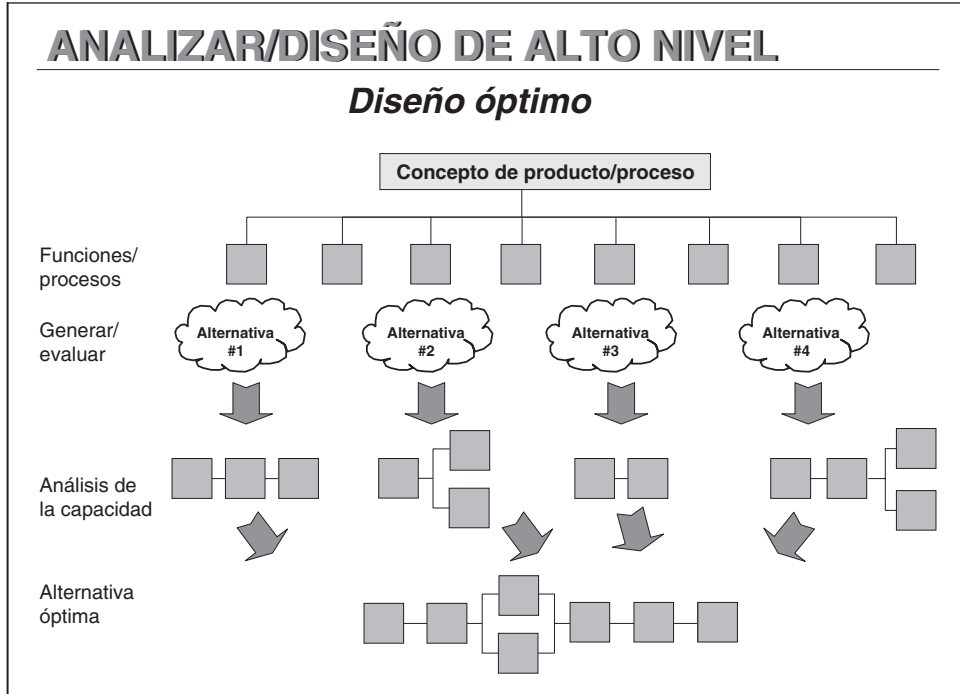 ANALIZAR/DISEÑO DE ALTO NIVEL
Diseño óptimo
Concepto de producto/proceso
Funciones/
procesos
Generar/
evaluar
Alternativa
#1
Alternativa
#2
Alternativa
#3
Alternativa
#4
Análisis de
la capacidad
Alternativa
óptima